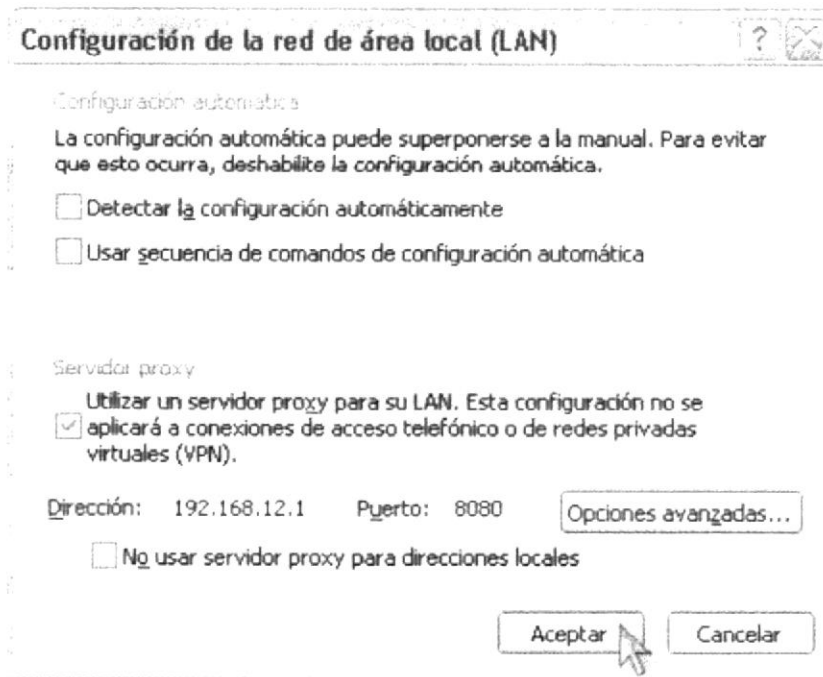 Configuración de la red de área local (LAN)
?
Configuración automática
La configuración automática puede superponerse a la manual. Para evitar
que esto ocurra, deshabilite la configuración automática.
Detectar la configuración automáticamente
Usar secuencia de comandos de configuración automática
Servidor proxy
Utilizar un servidor proxy para su LAN. Esta configuración no se
aplicará a conexiones de acceso telefónico o de redes privadas
virtuales (VPN).
Dirección: 192.168.12.1 Puerto: 8080 Opciones avanzadas...
No usar servidor proxy para direcciones locales
Aceptar Cancelar